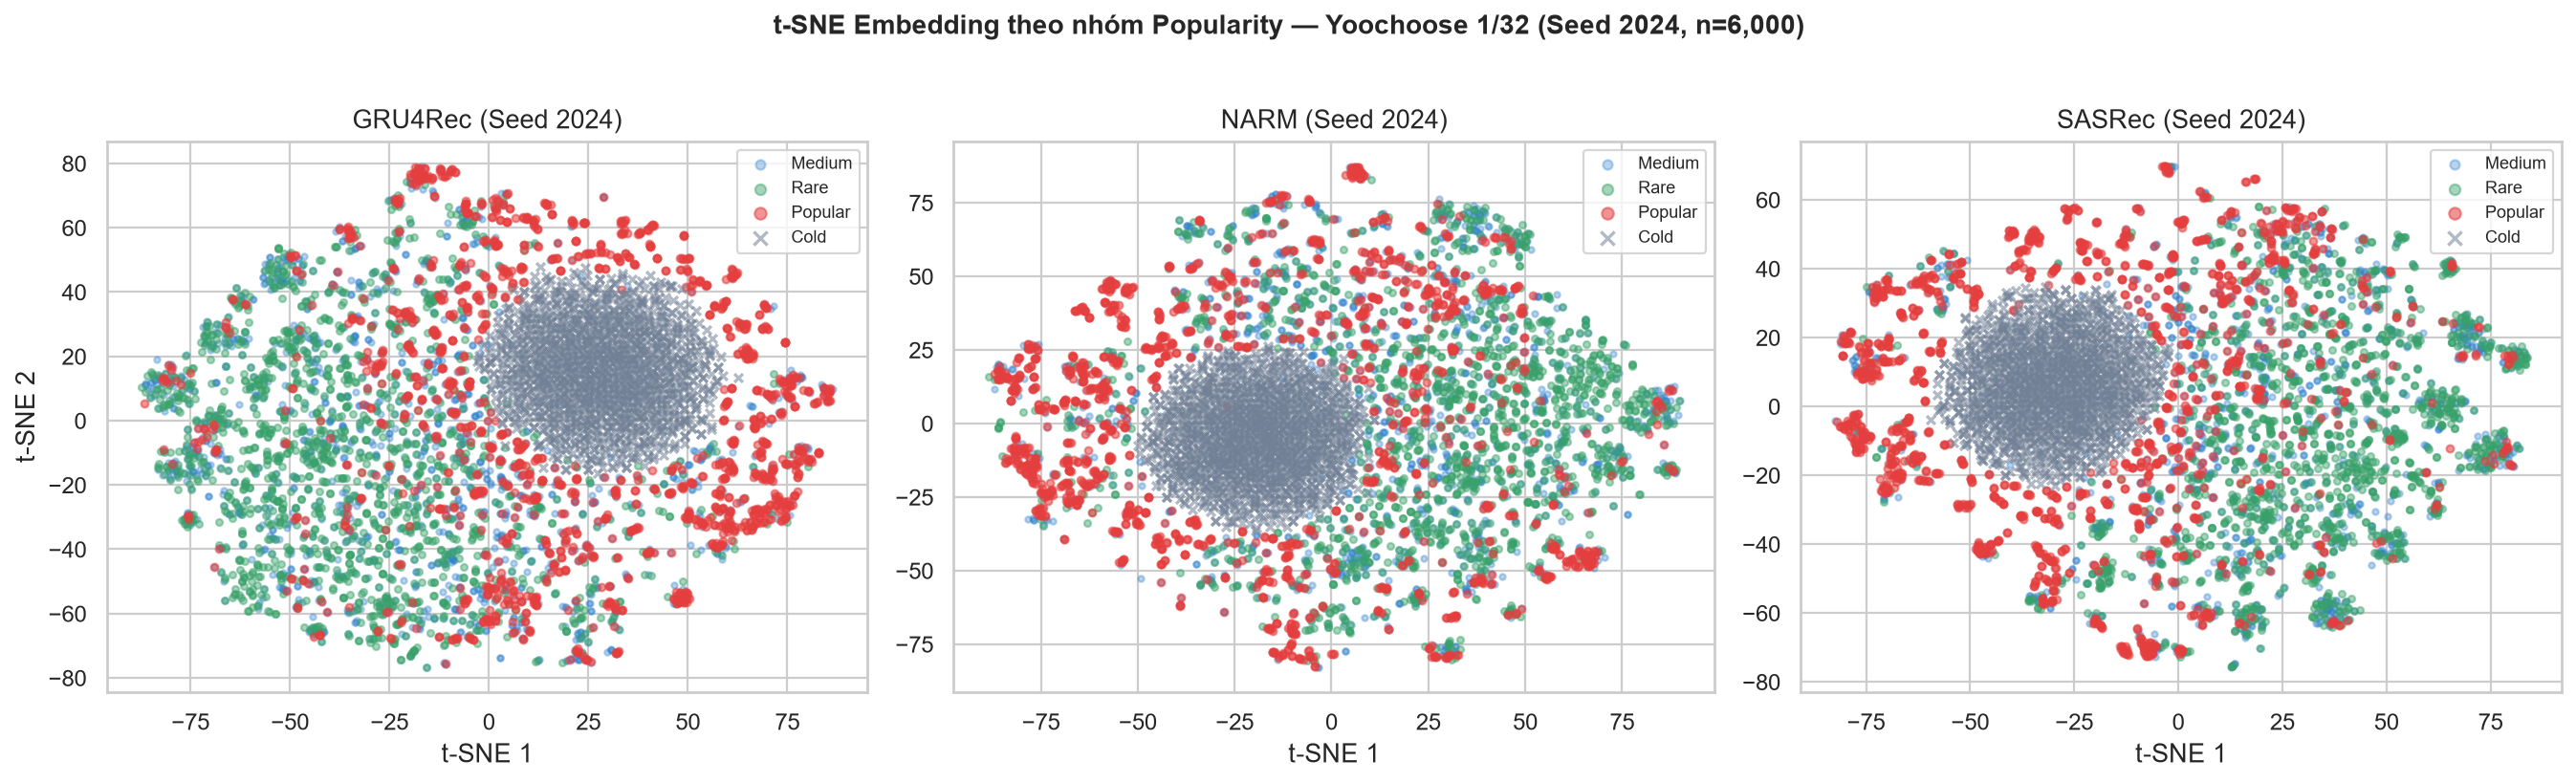 t-SNE Embedding theo nhóm Popularity — Yoochoose 1/32 (Seed 2024, n=6,000)
GRU4Rec (Seed 2024)
Medium
Rare
Popular
Cold
80
60
40
20
0
−20
−40
−60
−80
t-SNE 2
−75 −50 −25 0 25 50 75
t-SNE 1
NARM (Seed 2024)
Medium
Rare
Popular
Cold
75
50
25
0
−25
−50
−75
−75 −50 −25 0 25 50 75
t-SNE 1
SASRec (Seed 2024)
Medium
Rare
Popular
Cold
60
40
20
0
−20
−40
−60
−80
−75 −50 −25 0 25 50 75
t-SNE 1